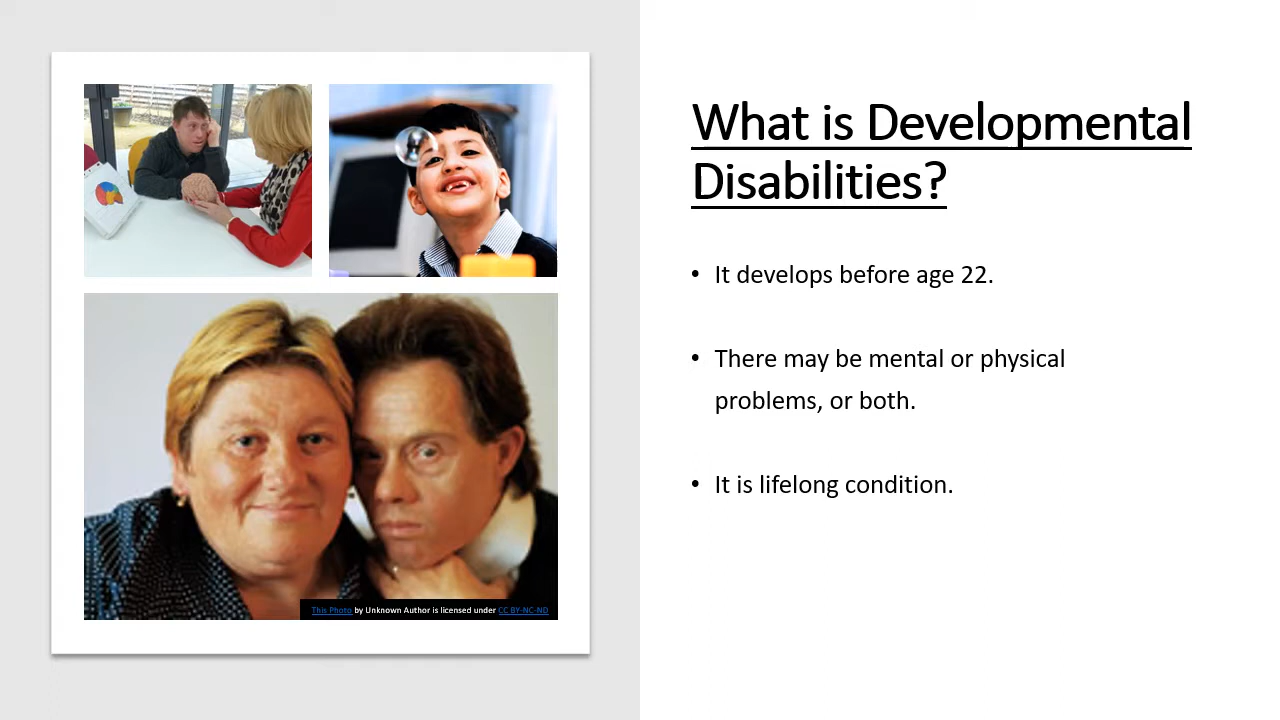 What is Developmental
Disabilities?
• It develops before age 22.
• There may be mental or physical
problems, or both.
• It is lifelong condition.
This Photo by Unknown Author is licensed under CC BY-NC-ND